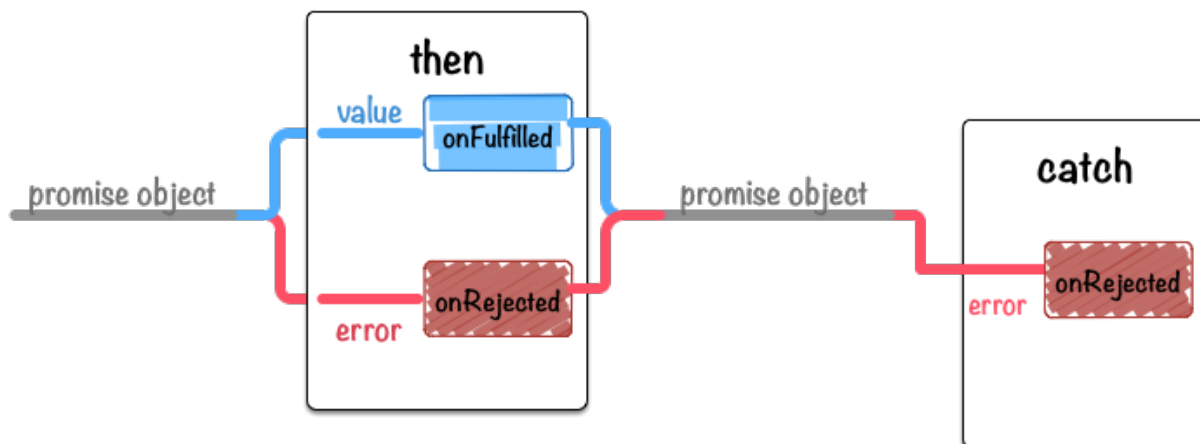 then
value
onFulfilled
promise object
promise object
catch
onRejected
error
onRejected
error